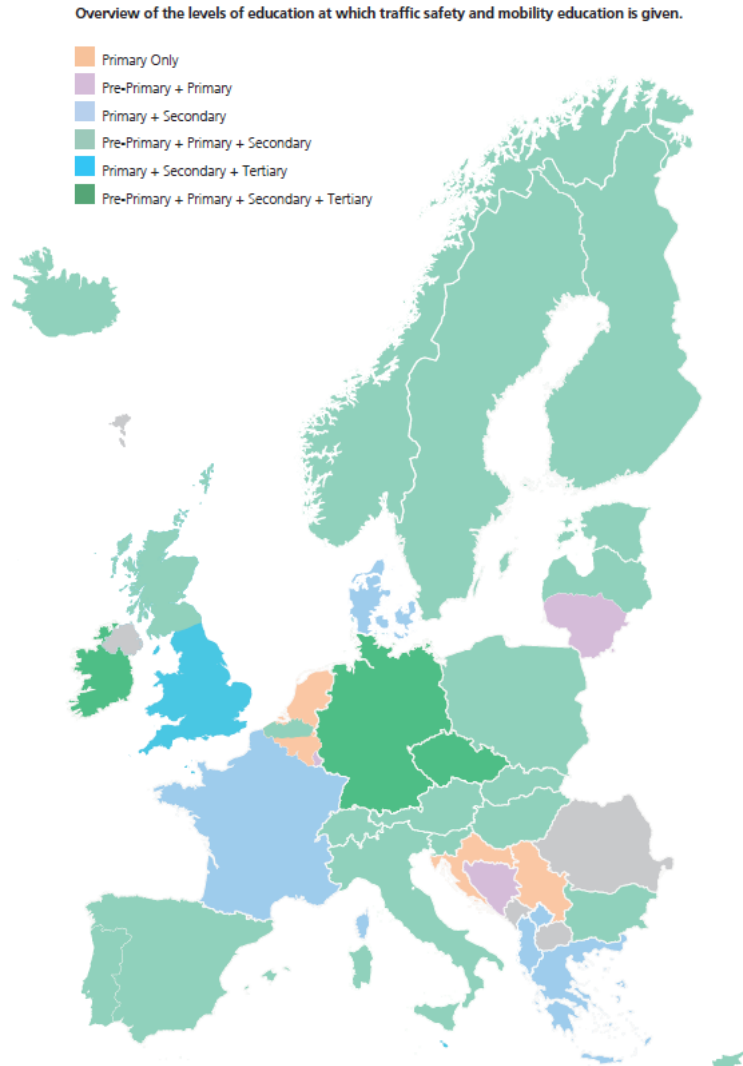 Overview of the levels of education at which traffic safety and mobility education is given.
Primary Only
Pre-Primary + Primary
Primary + Secondary
Pre-Primary + Primary + Secondary
Primary + Secondary + Tertiary
Pre-Primary + Primary + Secondary + Tertiary